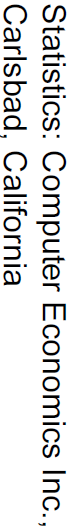 Statistics: Computer Economics Inc.,
Carlsbad, California